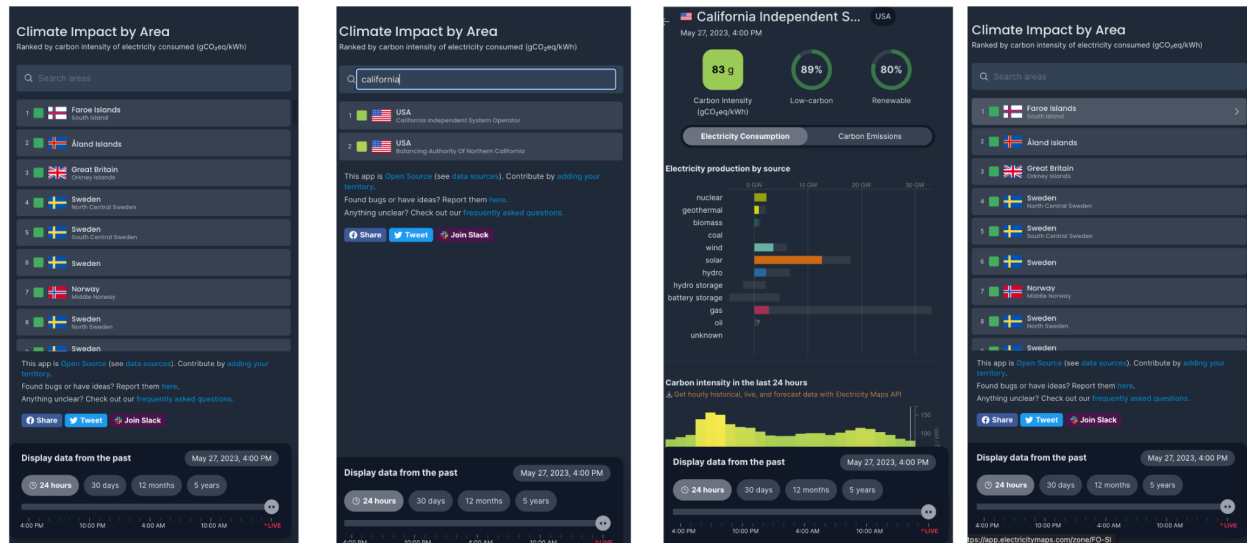 Climate Impact by Area
Ranked by carbon intensity of electricity consumed (gCO₂eq/kWh)
Search areas
1 Faroe Islands
South Island
2 Åland Islands
3 Great Britain
Orkney Islands
4 Sweden
North Central Sweden
5 Sweden
South Central Sweden
6 Sweden
7 Norway
Middle Norway
8 Sweden
North Sweden
Sweden
This app is Open Source (see data sources). Contribute by adding your
territory.
Found bugs or have ideas? Report them here.
Anything unclear? Check out our frequently asked questions.
Share Tweet Join Slack
Display data from the past May 27, 2023, 4:00 PM
24 hours 30 days 12 months 5 years
4:00 PM 10:00 PM 4:00 AM 10:00 AM LIVE
Climate Impact by Area
Ranked by carbon intensity of electricity consumed (gCO₂eq/kWh)
california
1 USA
California Independent System Operator
2 USA
Balancing Authority Of Northern California
This app is Open Source (see data sources). Contribute by adding your
territory.
Found bugs or have ideas? Report them here.
Anything unclear? Check out our frequently asked questions.
Share Tweet Join Slack
Display data from the past May 27, 2023, 4:00 PM
24 hours 30 days 12 months 5 years
4:00 PM 10:00 PM 4:00 AM 10:00 AM LIVE
California Independent S... USA
May 27, 2023, 4:00 PM
83 g 89% 80%
Carbon Intensity Low-carbon Renewable
(gCO₂eq/kWh)
Electricity Consumption Carbon Emissions
Electricity production by source
0 GW 10 GW 20 GW 30 GW
nuclear
geothermal
biomass
coal
wind
solar
hydro
hydro storage
battery storage
gas
oil ?
unknown
Carbon intensity in the last 24 hours
Get hourly historical, live, and forecast data with Electricity Maps API
150
100
Display data from the past May 27, 2023, 4:00 PM
24 hours 30 days 12 months 5 years
4:00 PM 10:00 PM 4:00 AM 10:00 AM LIVE
Climate Impact by Area
Ranked by carbon intensity of electricity consumed (gCO₂eq/kWh)
Search areas
1 Faroe Islands
South Island
2 Åland Islands
3 Great Britain
Orkney Islands
4 Sweden
North Central Sweden
5 Sweden
South Central Sweden
6 Sweden
7 Norway
Middle Norway
8 Sweden
North Sweden
Sweden
This app is Open Source (see data sources). Contribute by adding your
territory.
Found bugs or have ideas? Report them here.
Anything unclear? Check out our frequently asked questions.
Share Tweet Join Slack
Display data from the past May 27, 2023, 4:00 PM
24 hours 30 days 12 months 5 years
4:00 PM 10:00 PM 4:00 AM 10:00 AM LIVE
tps://app.electricitymaps.com/zone/FO-SI